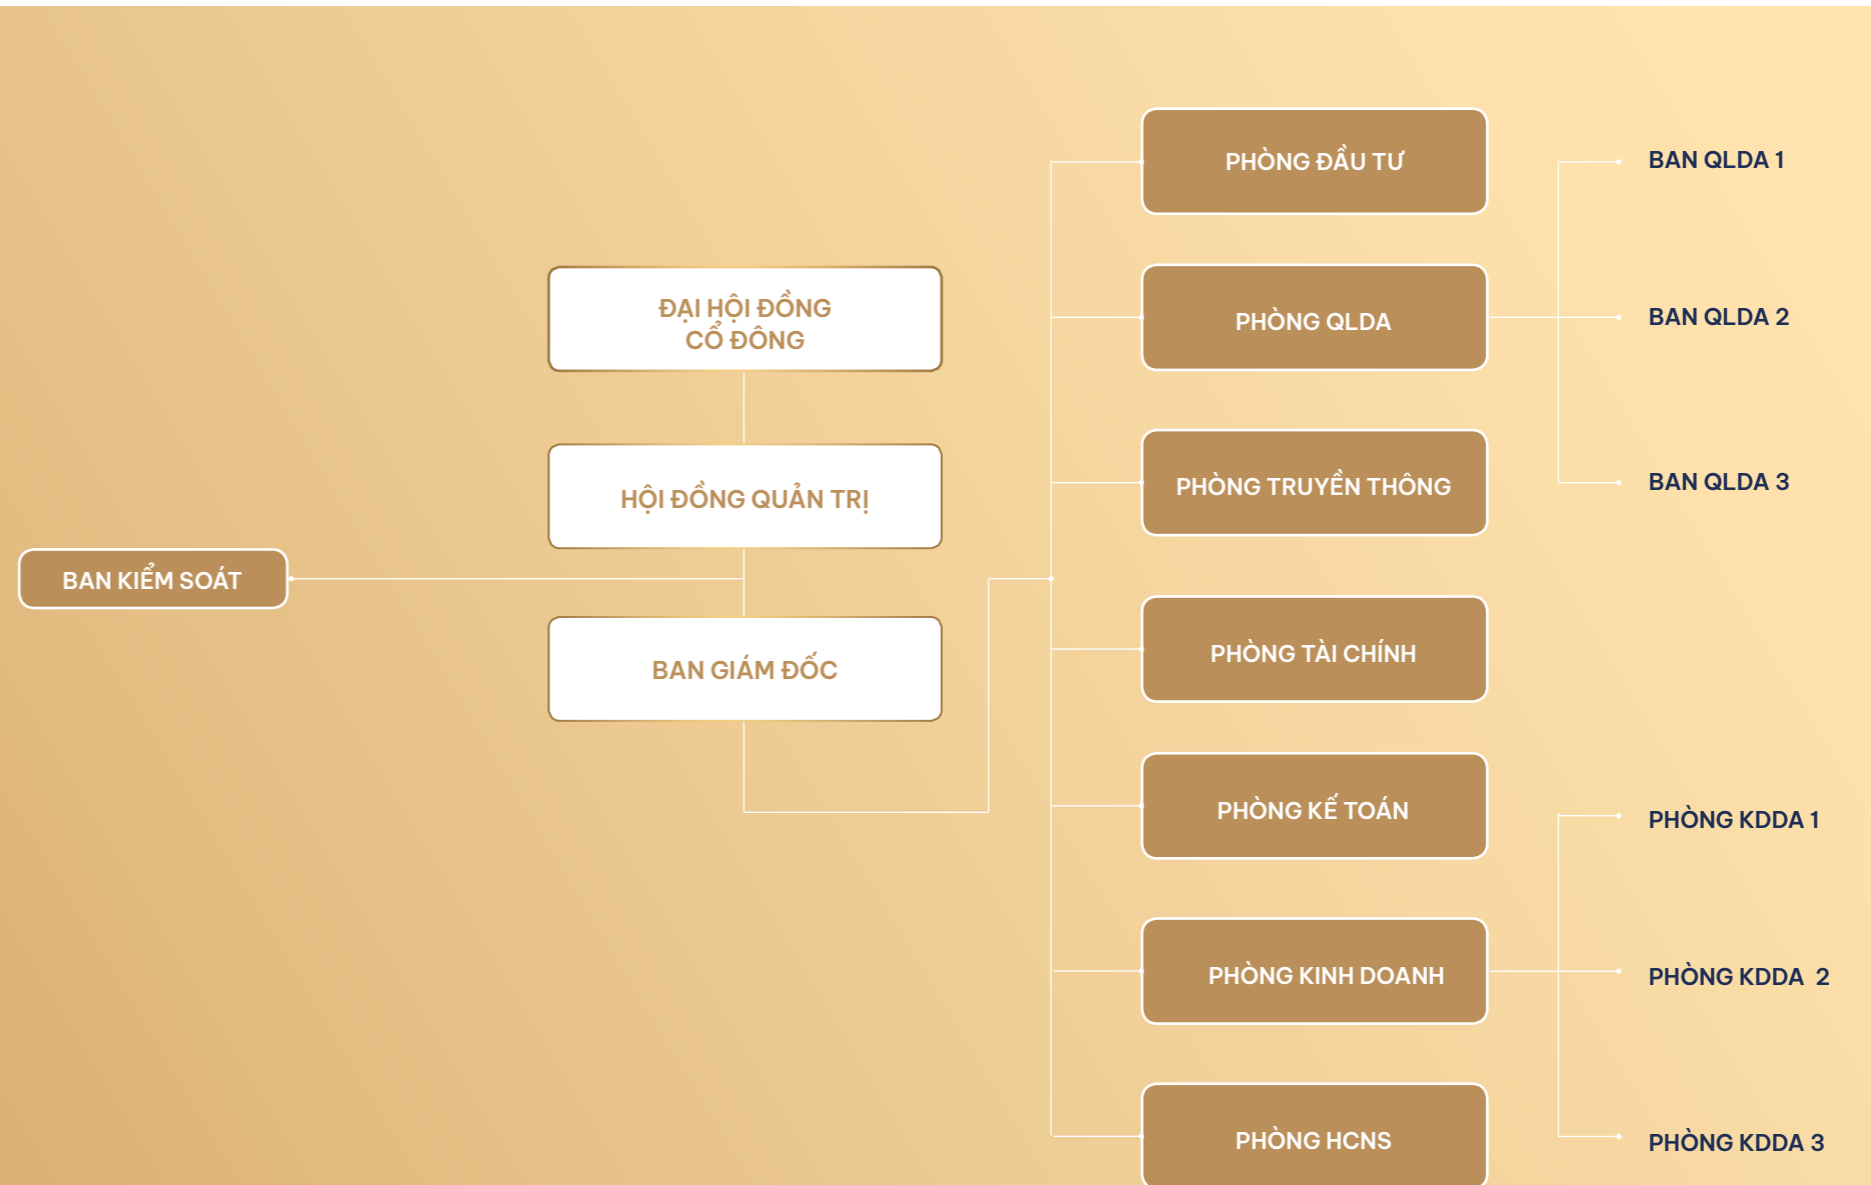 BAN KIỂM SOÁT
ĐẠI HỘI ĐỒNG
CỔ ĐÔNG
HỘI ĐỒNG QUẢN TRỊ
BAN GIÁM ĐỐC
PHÒNG ĐẦU TƯ
PHÒNG QLDA
PHÒNG TRUYỀN THÔNG
PHÒNG TÀI CHÍNH
PHÒNG KẾ TOÁN
PHÒNG KINH DOANH
PHÒNG HCNS
BAN QLDA 1
BAN QLDA 2
BAN QLDA 3
PHÒNG KDDA 1
PHÒNG KDDA 2
PHÒNG KDDA 3